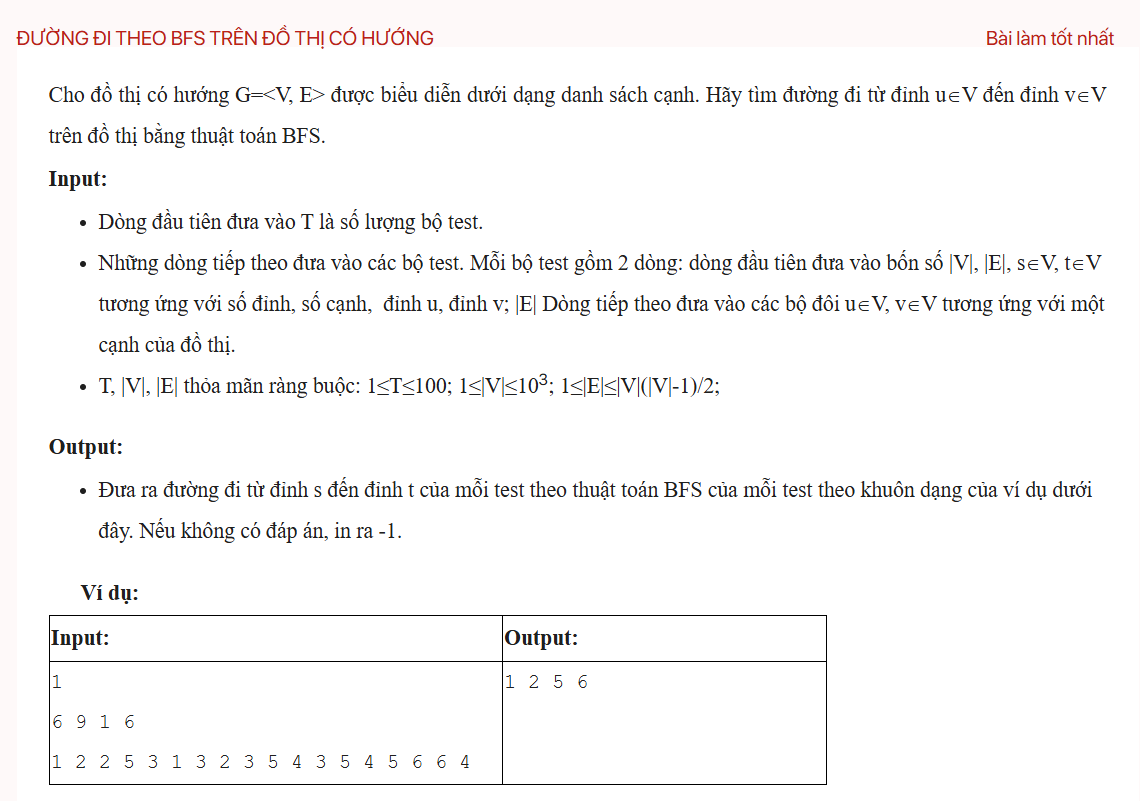 ĐƯỜNG ĐI THEO BFS TRÊN ĐỒ THỊ CÓ HƯỚNG Bài làm tốt nhất
Cho đồ thị có hướng G=<V, E> được biểu diễn dưới dạng danh sách cạnh. Hãy tìm đường đi từ đỉnh u∈V đến đỉnh v∈V
trên đồ thị bằng thuật toán BFS.
Input:
• Dòng đầu tiên đưa vào T là số lượng bộ test.
• Những dòng tiếp theo đưa vào các bộ test. Mỗi bộ test gồm 2 dòng: dòng đầu tiên đưa vào bốn số |V|, |E|, s∈V, t∈V
tương ứng với số đỉnh, số cạnh, đỉnh u, đỉnh v; |E| Dòng tiếp theo đưa vào các bộ đôi u∈V, v∈V tương ứng với một
cạnh của đồ thị.
• T, |V|, |E| thỏa mãn ràng buộc: 1≤T≤100; 1≤|V|≤10³; 1≤|E|≤|V|(|V|-1)/2;
Output:
• Đưa ra đường đi từ đỉnh s đến đỉnh t của mỗi test theo thuật toán BFS của mỗi test theo khuôn dạng của ví dụ dưới
đây. Nếu không có đáp án, in ra -1.
Ví dụ:
Input: Output:
1 1 2 5 6
6 9 1 6
1 2 2 5 3 1 3 2 3 5 4 3 5 4 5 6 6 4